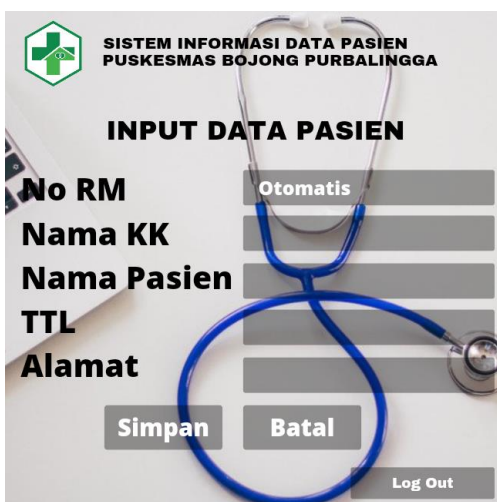 SISTEM INFORMASI DATA PASIEN
PUSKESMAS BOJONG PURBALINGGA
INPUT DATA PASIEN
No RM Otomatis
Nama KK
Nama Pasien
TTL
Alamat
Simpan Batal
Log Out